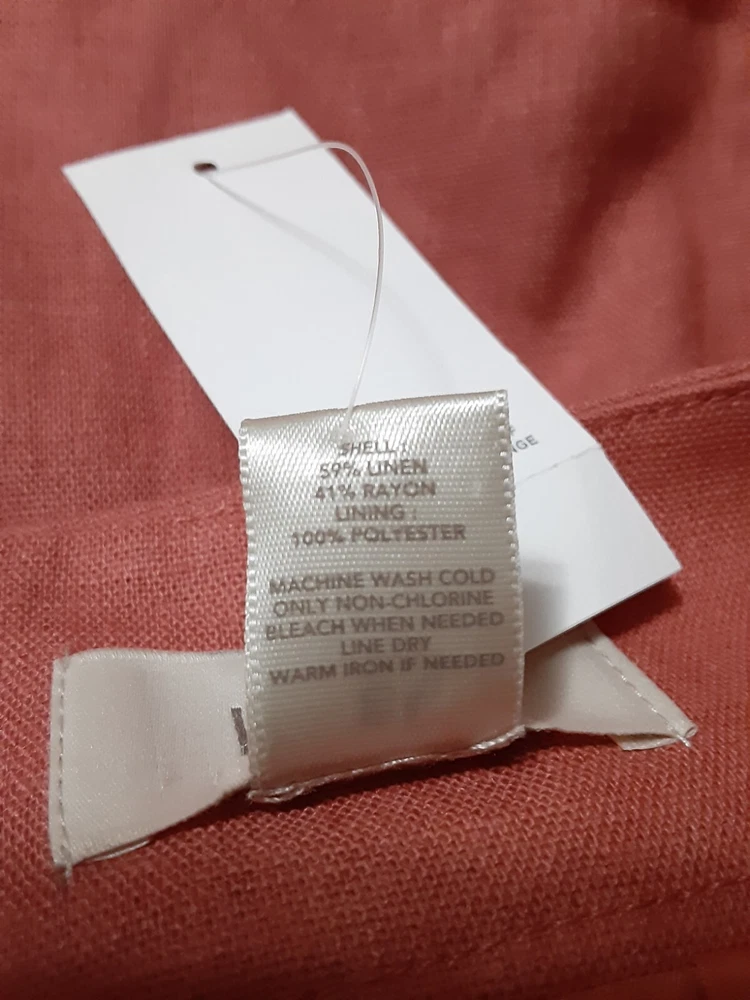 SHELL :
59% LINEN
41% RAYON
LINING :
100% POLYESTER
MACHINE WASH COLD
ONLY NON-CHLORINE
BLEACH WHEN NEEDED
LINE DRY
WARM IRON IF NEEDED